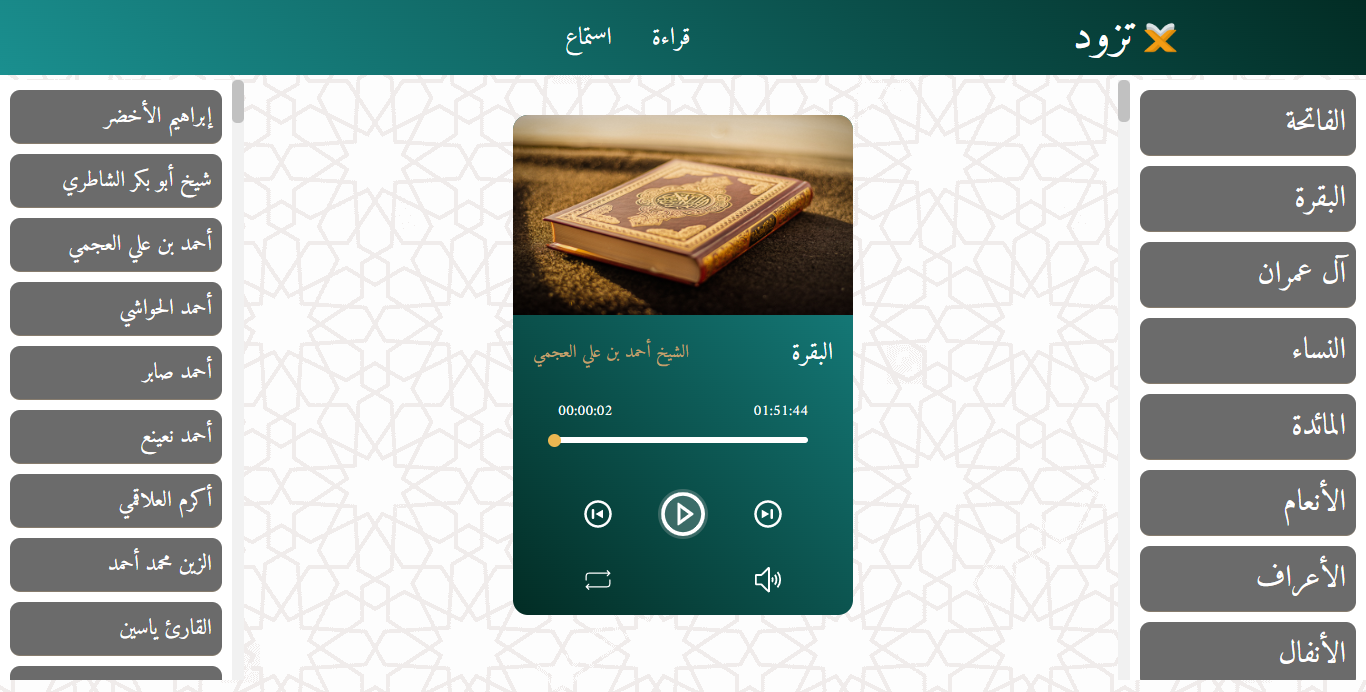 تزود
قراءة
استماع
الفاتحة
البقرة
آل عمران
النساء
المائدة
الأنعام
الأعراف
الأنفال
البقرة
الشيخ أحمد بن علي العجمي
00:00:02
01:51:44
إبراهيم الأخضر
شيخ أبو بكر الشاطري
أحمد بن علي العجمي
أحمد الحواشي
أحمد صابر
أحمد نعينع
أكرم العلاقمي
الزين محمد أحمد
القارئ ياسين